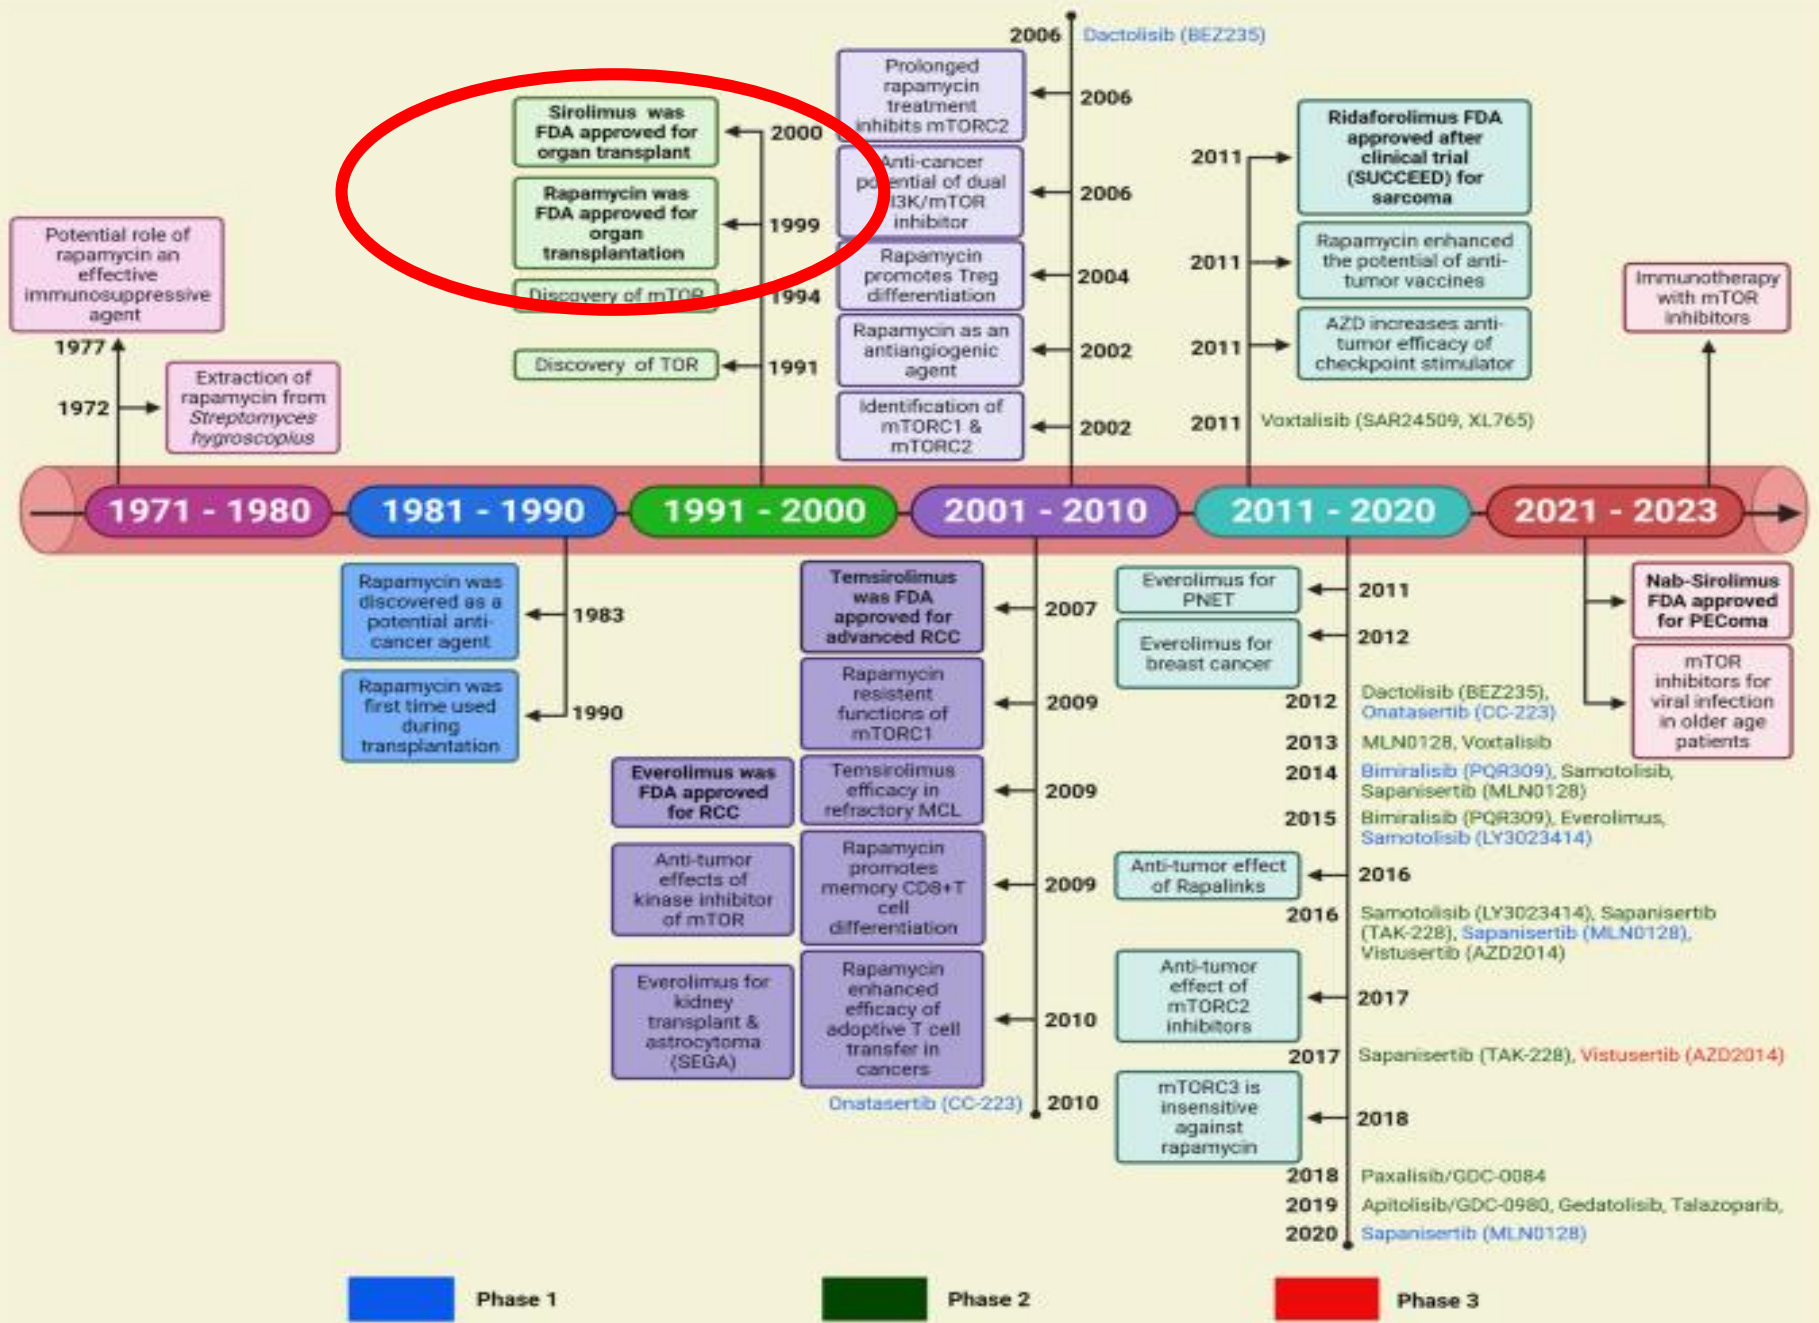 2006
Dactolisib (BEZ235)
Prolonged
rapamycin
treatment
inhibits mTORC2
2006
Anti-cancer
potential of dual
I3K/mTOR
inhibitor
2006
Rapamycin
promotes Treg
differentiation
2004
Rapamycin as an
antiangiogenic
agent
2002
Identification of
mTORC1 &
mTORC2
2002
Sirolimus was
FDA approved for
organ transplant
2000
Rapamycin was
FDA approved for
organ
transplantation
1999
Discovery of mTOR
1994
Discovery of TOR
1991
Potential role of
rapamycin an
effective
immunosuppressive
agent
1977
1972
Extraction of
rapamycin from
Streptomyces
hygroscopius
2011
Ridaforolimus FDA
approved after
clinical trial
(SUCCEED) for
sarcoma
2011
Rapamycin enhanced
the potential of anti-
tumor vaccines
2011
AZD increases anti-
tumor efficacy of
checkpoint stimulator
2011
Voxtalisib (SAR24509, XL765)
Immunotherapy
with mTOR
inhibitors
1971 - 1980
1981 - 1990
1991 - 2000
2001 - 2010
2011 - 2020
2021 - 2023
Rapamycin was
discovered as a
potential anti-
cancer agent
1983
Rapamycin was
first time used
during
transplantation
1990
Temsirolimus
was FDA
approved for
advanced RCC
2007
Rapamycin
resistent
functions of
mTORC1
2009
Everolimus was
FDA approved
for RCC
Temsirolimus
efficacy in
refractory MCL
2009
Anti-tumor
effects of
kinase inhibitor
of mTOR
Rapamycin
promotes
memory CD8+T
cell
differentiation
2009
Everolimus for
kidney
transplant &
astrocytoma
(SEGA)
Rapamycin
enhanced
efficacy of
adoptive T cell
transfer in
cancers
2010
Onatasertib (CC-223)
2010
Everolimus for
PNET
2011
Everolimus for
breast cancer
2012
2012
Dactolisib (BEZ235),
Onatasertib (CC-223)
2013
MLN0128, Voxtalisib
2014
Bimiralisib (PQR309), Samotolisib,
Sapanisertib (MLN0128)
2015
Bimiralisib (PQR309), Everolimus,
Samotolisib (LY3023414)
Anti-tumor effect
of Rapalinks
2016
2016
Samotolisib (LY3023414), Sapanisertib
(TAK-228), Sapanisertib (MLN0128),
Vistusertib (AZD2014)
Anti-tumor
effect of
mTORC2
inhibitors
2017
2017
Sapanisertib (TAK-228), Vistusertib (AZD2014)
mTORC3 is
insensitive
against
rapamycin
2018
2018
Paxalisib/GDC-0084
2019
Apitolisib/GDC-0980, Gedatolisib, Talazoparib,
2020
Sapanisertib (MLN0128)
Nab-Sirolimus
FDA approved
for PEComa
mTOR
inhibitors for
viral infection
in older age
patients
Phase 1
Phase 2
Phase 3